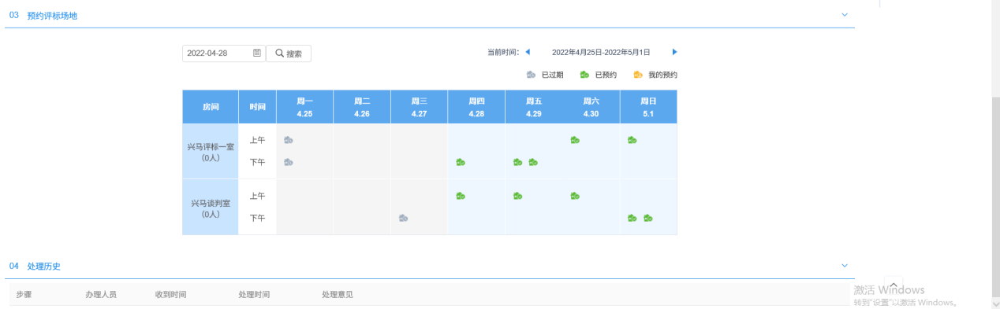 03 预约评标场地
2022-04-28 搜索 当前时间： 2022年4月25日-2022年5月1日
已过期 已预约 我的预约
房间 时间 周一 周二 周三 周四 周五 周六 周日
4.25 4.26 4.27 4.28 4.29 4.30 5.1
兴马评标一室
（0人）
上午
下午
兴马谈判室
（0人）
上午
下午
04 处理历史
步骤 办理人员 收到时间 处理时间 处理意见
激活 Windows
转到"设置"以激活 Windows。